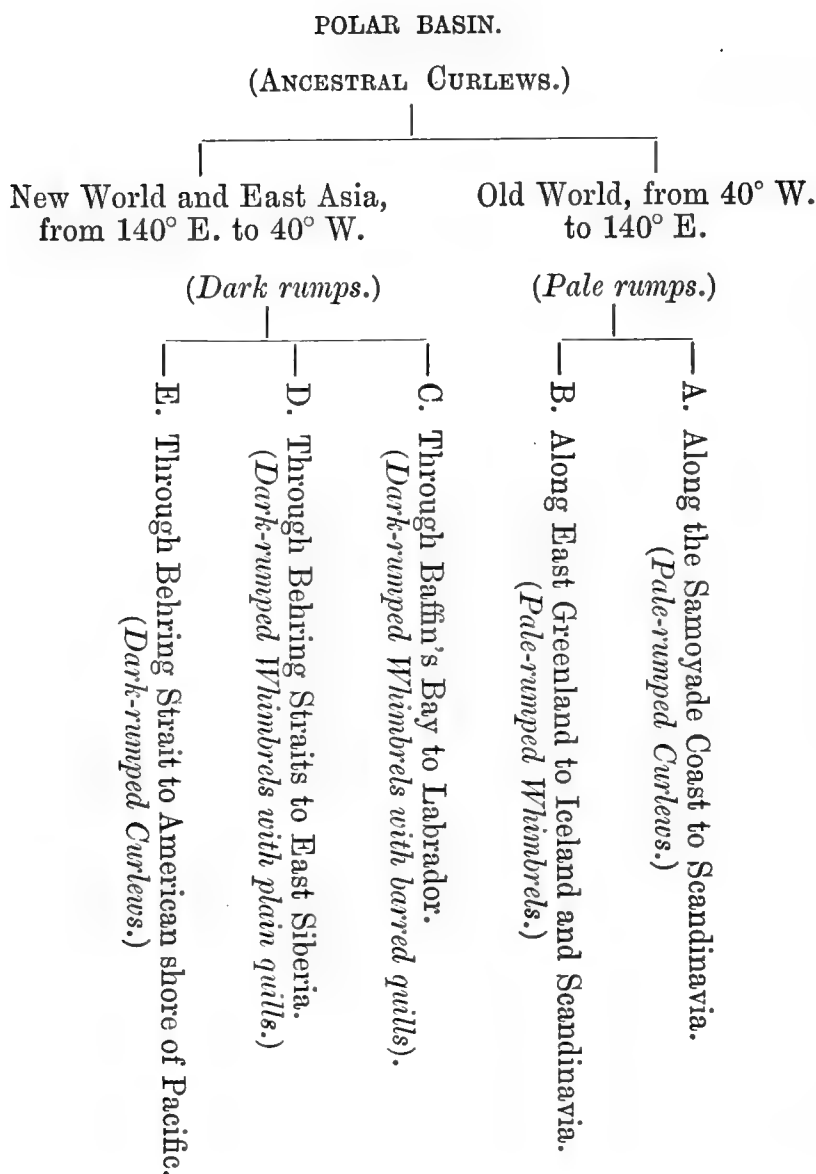 POLAR BASIN.
(ANCESTRAL CURLEWS.)
New World and East Asia,
from 140° E. to 40° W.
Old World, from 40° W.
to 140° E.
(Dark rumps.)
(Pale rumps.)
A. Along the Samoyade Coast to Scandinavia.
(Pale-rumped Curlews.)
B. Along East Greenland to Iceland and Scandinavia.
(Pale-rumped Whimbrels.)
C. Through Baffin's Bay to Labrador.
(Dark-rumped Whimbrels with barred quills).
D. Through Behring Straits to East Siberia.
(Dark-rumped Whimbrels with plain quills.)
E. Through Behring Strait to American shore of Pacific.
(Dark-rumped Curlews.)